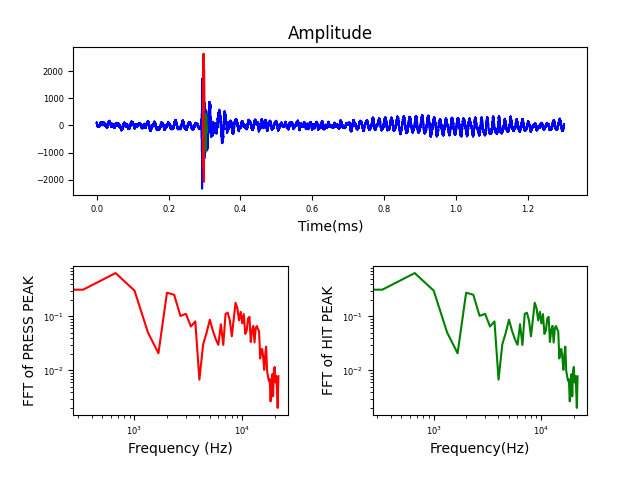 Amplitude
2000
1000
0
−1000
−2000
0.0 0.2 0.4 0.6 0.8 1.0 1.2
Time(ms)
FFT of PRESS PEAK
10⁻¹
10⁻²
10³ 10⁴
Frequency (Hz)
FFT of HIT PEAK
10⁻¹
10⁻²
10³ 10⁴
Frequency(Hz)